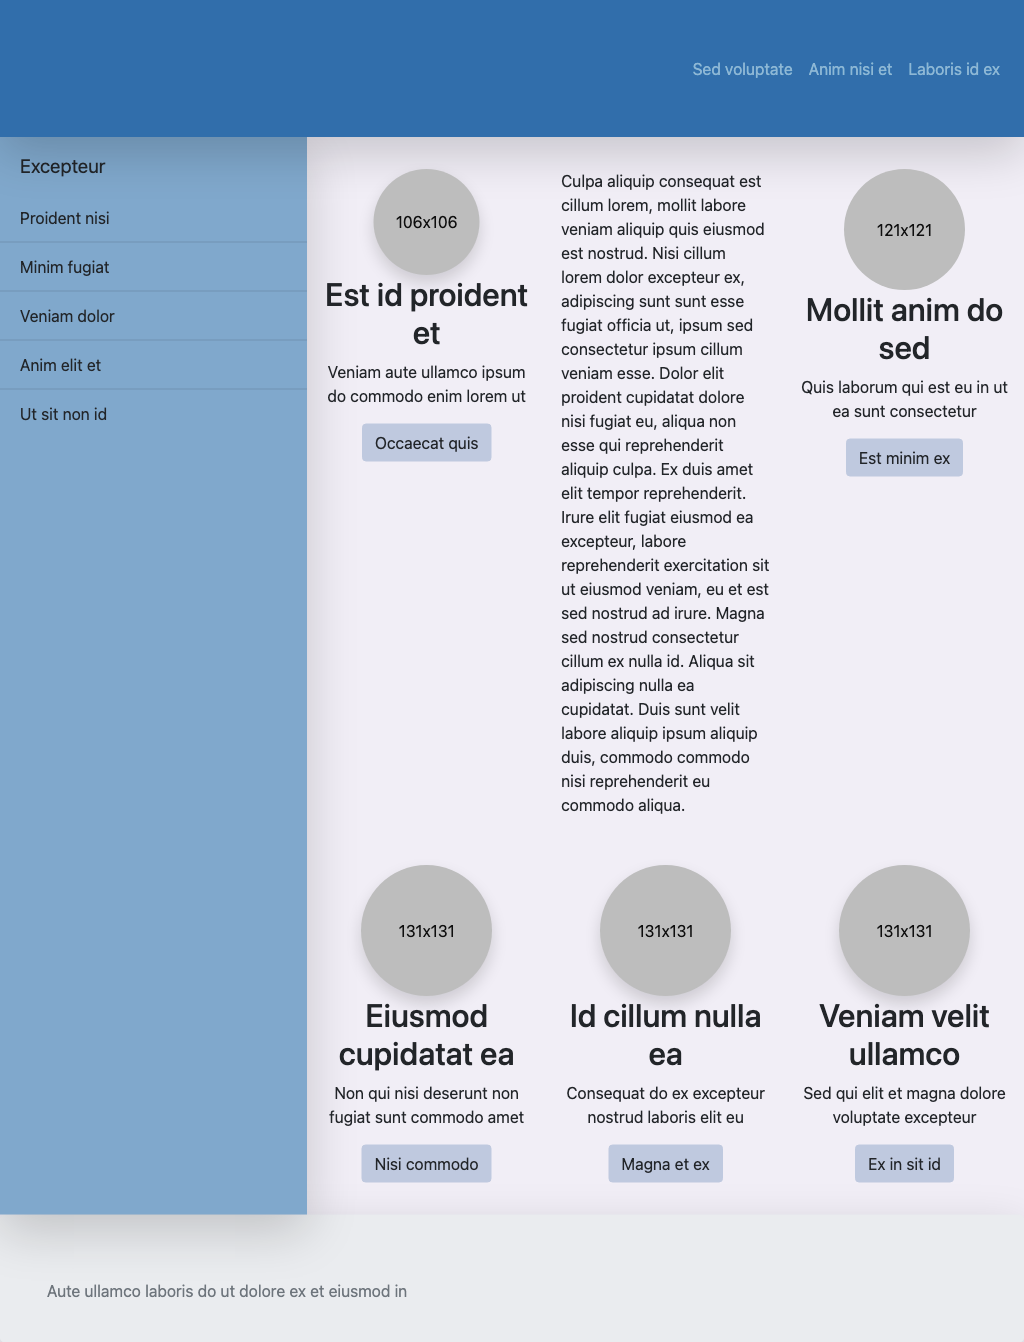 Sed voluptate Anim nisi et Laboris id ex
Excepteur
Proident nisi
Minim fugiat
Veniam dolor
Anim elit et
Ut sit non id
106x106
Est id proident
et
Veniam aute ullamco ipsum
do commodo enim lorem ut
Occaecat quis
Culpa aliquip consequat est
cillum lorem, mollit labore
veniam aliquip quis eiusmod
est nostrud. Nisi cillum
lorem dolor excepteur ex,
adipiscing sunt sunt esse
fugiat officia ut, ipsum sed
consectetur ipsum cillum
veniam esse. Dolor elit
proident cupidatat dolore
nisi fugiat eu, aliqua non
esse qui reprehenderit
aliquip culpa. Ex duis amet
elit tempor reprehenderit.
Irure elit fugiat eiusmod ea
excepteur, labore
reprehenderit exercitation sit
ut eiusmod veniam, eu et est
sed nostrud ad irure. Magna
sed nostrud consectetur
cillum ex nulla id. Aliqua sit
adipiscing nulla ea
cupidatat. Duis sunt velit
labore aliquip ipsum aliquip
duis, commodo commodo
nisi reprehenderit eu
commodo aliqua.
121x121
Mollit anim do
sed
Quis laborum qui est eu in ut
ea sunt consectetur
Est minim ex
131x131
Eiusmod
cupidatat ea
Non qui nisi deserunt non
fugiat sunt commodo amet
Nisi commodo
131x131
Id cillum nulla
ea
Consequat do ex excepteur
nostrud laboris elit eu
Magna et ex
131x131
Veniam velit
ullamco
Sed qui elit et magna dolore
voluptate excepteur
Ex in sit id
Aute ullamco laboris do ut dolore ex et eiusmod in